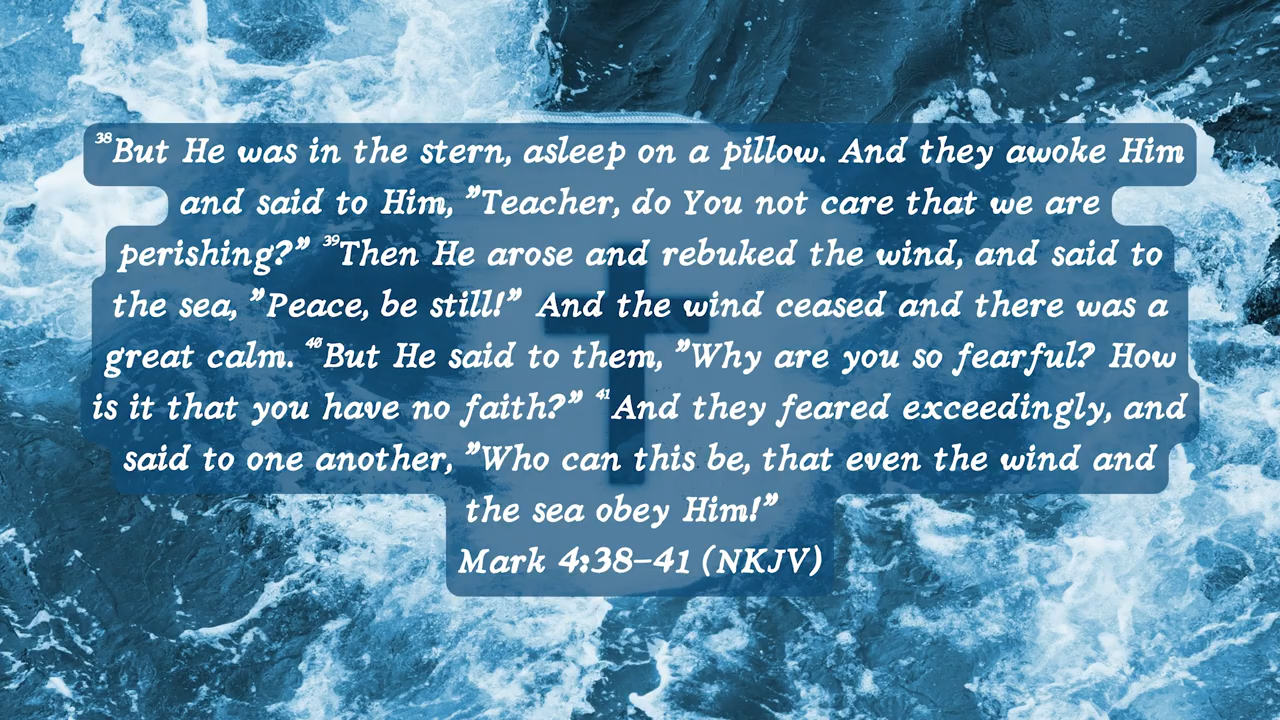 ³⁸But He was in the stern, asleep on a pillow. And they awoke Him
and said to Him, ”Teacher, do You not care that we are
perishing?” ³⁹Then He arose and rebuked the wind, and said to
the sea, ”Peace, be still!” And the wind ceased and there was a
great calm. ⁴⁰But He said to them, ”Why are you so fearful? How
is it that you have no faith?” ⁴¹And they feared exceedingly, and
said to one another, ”Who can this be, that even the wind and
the sea obey Him!”
Mark 4:38–41 (NKJV)